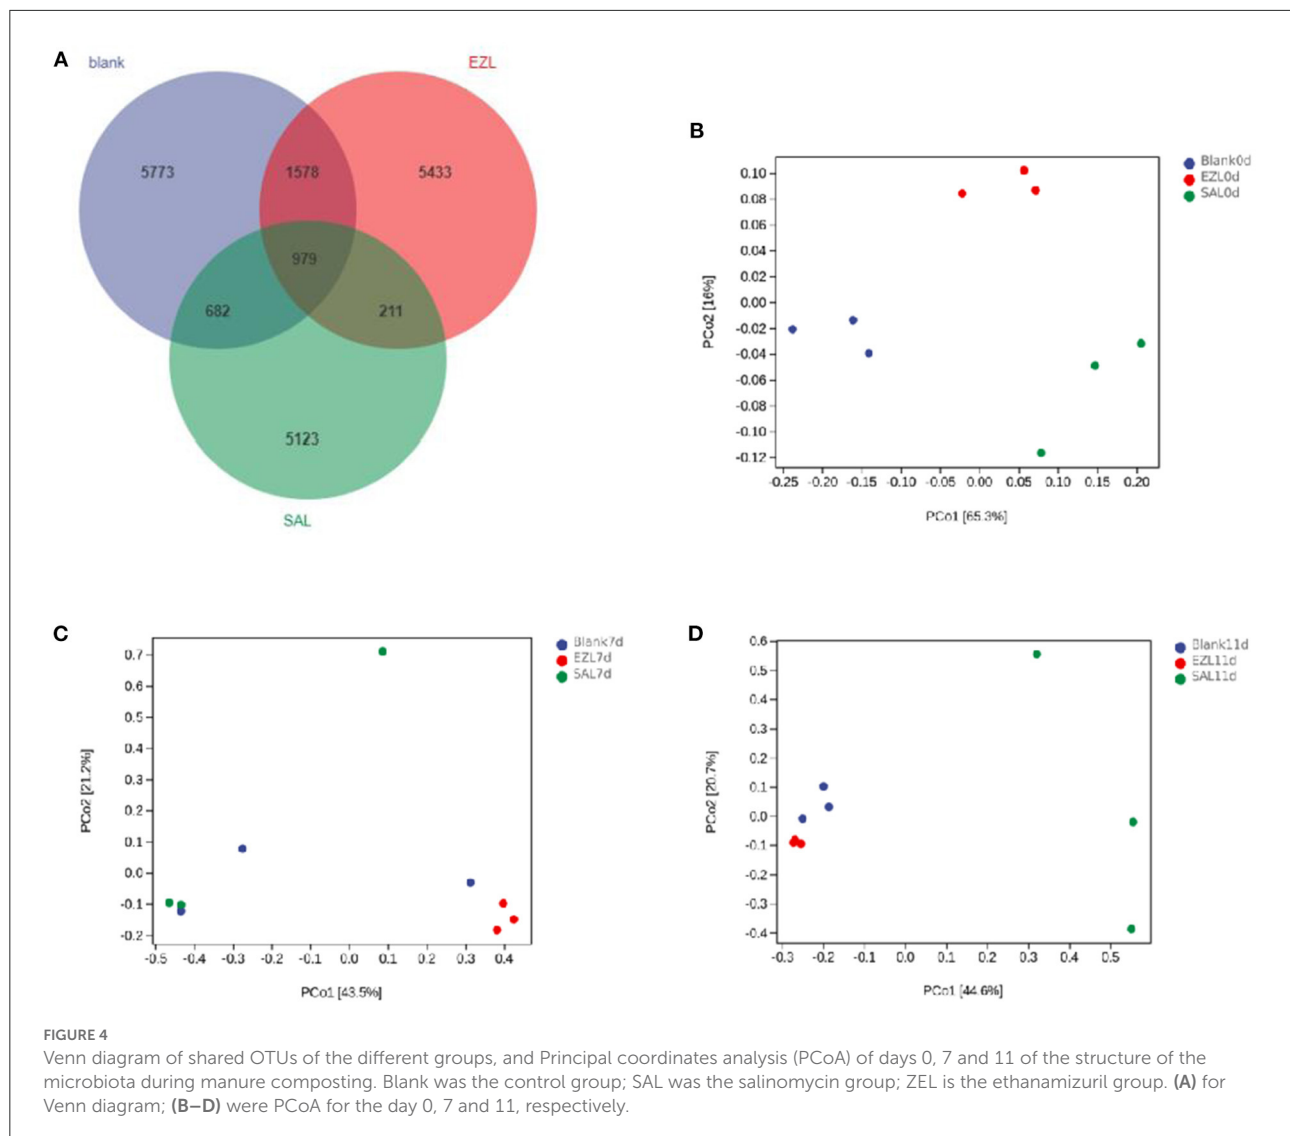 A
blank
EZL
5773
1578
5433
979
682
211
5123
SAL
B
Blank0d
EZL0d
SAL0d
0.10
0.08
0.06
0.04
0.02
0.00
-0.02
-0.04
-0.06
-0.08
-0.10
-0.12
PCo2 [16%]
-0.25 -0.20 -0.15 -0.10 -0.05 0.00 0.05 0.10 0.15 0.20
PCo1 [65.3%]
C
Blank7d
EZL7d
SAL7d
0.7
0.6
0.5
0.4
0.3
0.2
0.1
0.0
-0.1
-0.2
PCo2 [21.2%]
-0.5 -0.4 -0.3 -0.2 -0.1 0.0 0.1 0.2 0.3 0.4
PCo1 [43.5%]
D
Blank11d
EZL11d
SAL11d
0.6
0.5
0.4
0.3
0.2
0.1
0.0
-0.1
-0.2
-0.3
-0.4
PCo2 [20.7%]
-0.3 -0.2 -0.1 0.0 0.1 0.2 0.3 0.4 0.5
PCo1 [44.6%]
FIGURE 4
Venn diagram of shared OTUs of the different groups, and Principal coordinates analysis (PCoA) of days 0, 7 and 11 of the structure of the
microbiota during manure composting. Blank was the control group; SAL was the salinomycin group; ZEL is the ethanamizuril group. (A) for
Venn diagram; (B–D) were PCoA for the day 0, 7 and 11, respectively.